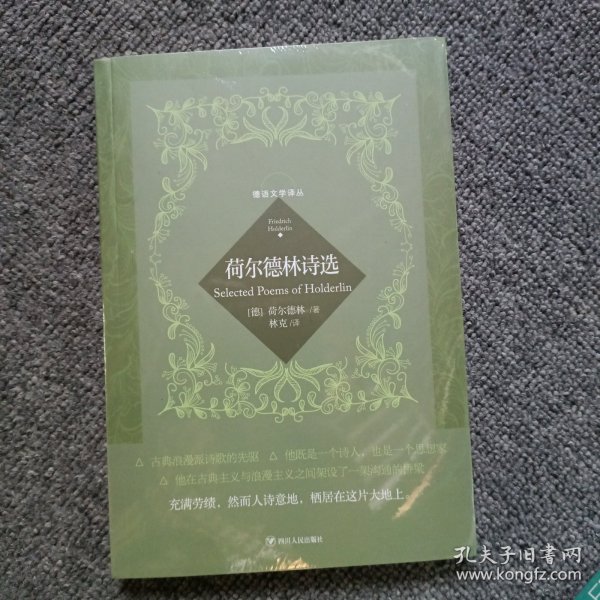 德语文学译丛
Friedrich
Holderlin
荷尔德林诗选
Selected Poems of Holderlin
[德] 荷尔德林 /著
林克 /译
△ 古典浪漫派诗歌的先驱 △ 他既是一个诗人，也是一个思想家
△ 他在古典主义与浪漫主义之间架设了一架沟通的桥梁
充满劳绩，然而人诗意地，栖居在这片大地上。
四川人民出版社
孔夫子旧书网
www.kongfz.com